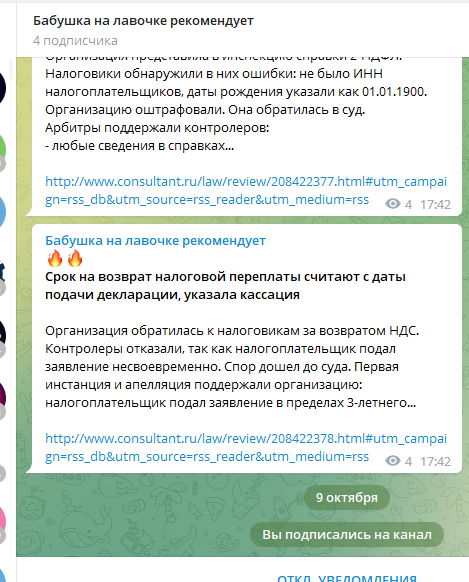 Бабушка на лавочке рекомендует
4 подписчика
Организация представила в инспекцию справки 2-НДФЛ.
Налоговики обнаружили в них ошибки: не было ИНН
налогоплательщиков, даты рождения указали как 01.01.1900.
Организацию оштрафовали. Она обратилась в суд.
Арбитры поддержали контролеров:
- любые сведения в справках...
http://www.consultant.ru/law/review/208422377.html#utm_campai
gn=rss_db&utm_source=rss_reader&utm_medium=rss 4 17:42
Бабушка на лавочке рекомендует
🔥🔥
Срок на возврат налоговой переплаты считают с даты
подачи декларации, указала кассация
Организация обратилась к налоговикам за возвратом НДС.
Контролеры отказали, так как налогоплательщик подал
заявление несвоевременно. Спор дошел до суда. Первая
инстанция и апелляция поддержали организацию:
налогоплательщик подал заявление в пределах 3-летнего...
http://www.consultant.ru/law/review/208422378.html#utm_campai
gn=rss_db&utm_source=rss_reader&utm_medium=rss 4 17:42
9 октября
Вы подписались на канал
ОТКЛ. УВЕДОМЛЕНИЯ